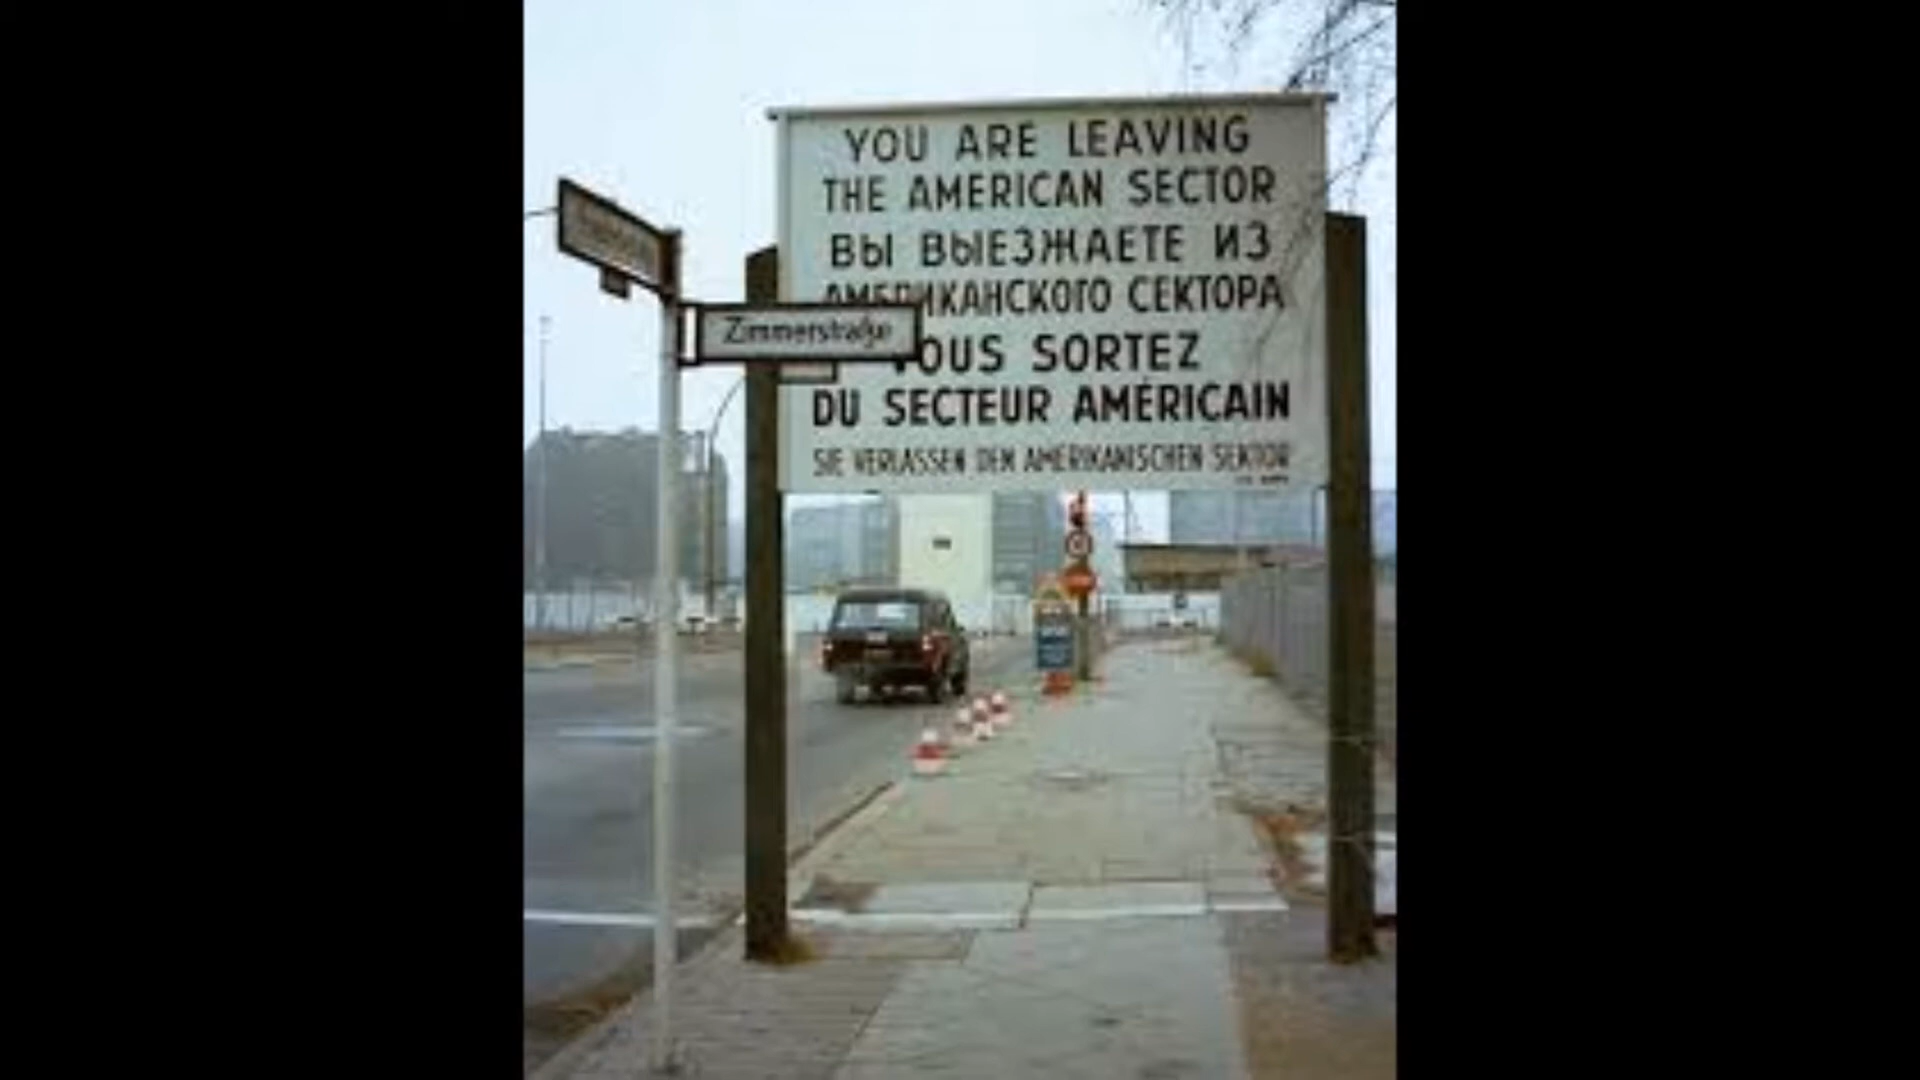 YOU ARE LEAVING
THE AMERICAN SECTOR
ВЫ ВЫЕЗЖАЕТЕ ИЗ
АМЕРИКАНСКОГО СЕКТОРА
VOUS SORTEZ
DU SECTEUR AMÉRICAIN
SIE VERLASSEN DEN AMERIKANISCHEN SEKTOR
Zimmerstraße